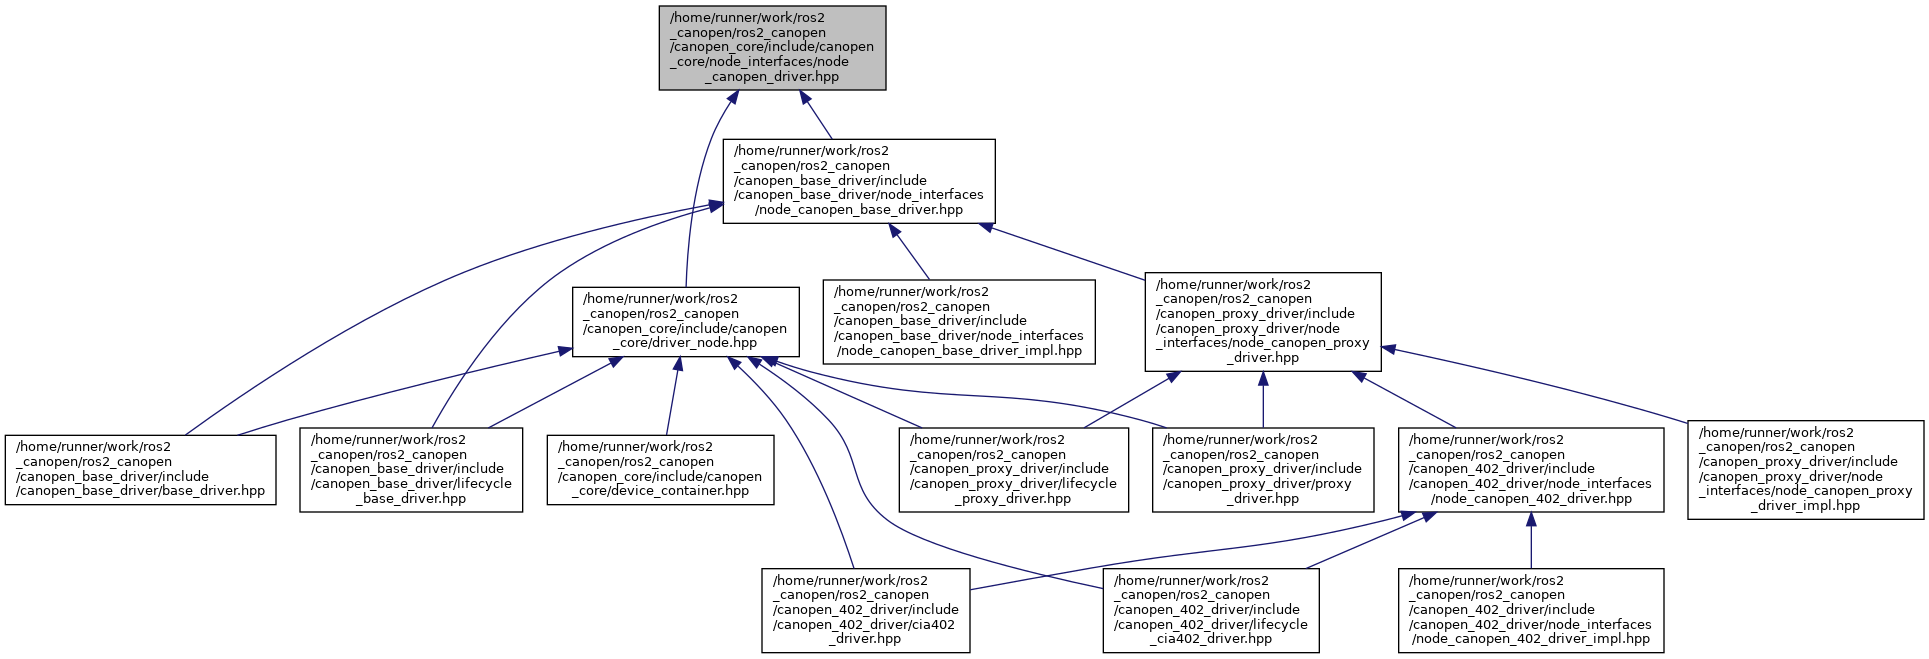 /home/runner/work/ros2
_canopen/ros2_canopen
/canopen_core/include/canopen
_core/node_interfaces/node
_canopen_driver.hpp
/home/runner/work/ros2
_canopen/ros2_canopen
/canopen_base_driver/include
/canopen_base_driver/node_interfaces
/node_canopen_base_driver.hpp
/home/runner/work/ros2
_canopen/ros2_canopen
/canopen_core/include/canopen
_core/driver_node.hpp
/home/runner/work/ros2
_canopen/ros2_canopen
/canopen_base_driver/include
/canopen_base_driver/node_interfaces
/node_canopen_base_driver_impl.hpp
/home/runner/work/ros2
_canopen/ros2_canopen
/canopen_proxy_driver/include
/canopen_proxy_driver/node
_interfaces/node_canopen_proxy
_driver.hpp
/home/runner/work/ros2
_canopen/ros2_canopen
/canopen_base_driver/include
/canopen_base_driver/base_driver.hpp
/home/runner/work/ros2
_canopen/ros2_canopen
/canopen_base_driver/include
/canopen_base_driver/lifecycle
_base_driver.hpp
/home/runner/work/ros2
_canopen/ros2_canopen
/canopen_core/include/canopen
_core/device_container.hpp
/home/runner/work/ros2
_canopen/ros2_canopen
/canopen_proxy_driver/include
/canopen_proxy_driver/lifecycle
_proxy_driver.hpp
/home/runner/work/ros2
_canopen/ros2_canopen
/canopen_proxy_driver/include
/canopen_proxy_driver/proxy
_driver.hpp
/home/runner/work/ros2
_canopen/ros2_canopen
/canopen_402_driver/include
/canopen_402_driver/node_interfaces
/node_canopen_402_driver.hpp
/home/runner/work/ros2
_canopen/ros2_canopen
/canopen_proxy_driver/include
/canopen_proxy_driver/node
_interfaces/node_canopen_proxy
_driver_impl.hpp
/home/runner/work/ros2
_canopen/ros2_canopen
/canopen_402_driver/include
/canopen_402_driver/cia402
_driver.hpp
/home/runner/work/ros2
_canopen/ros2_canopen
/canopen_402_driver/include
/canopen_402_driver/lifecycle
_cia402_driver.hpp
/home/runner/work/ros2
_canopen/ros2_canopen
/canopen_402_driver/include
/canopen_402_driver/node_interfaces
/node_canopen_402_driver_impl.hpp